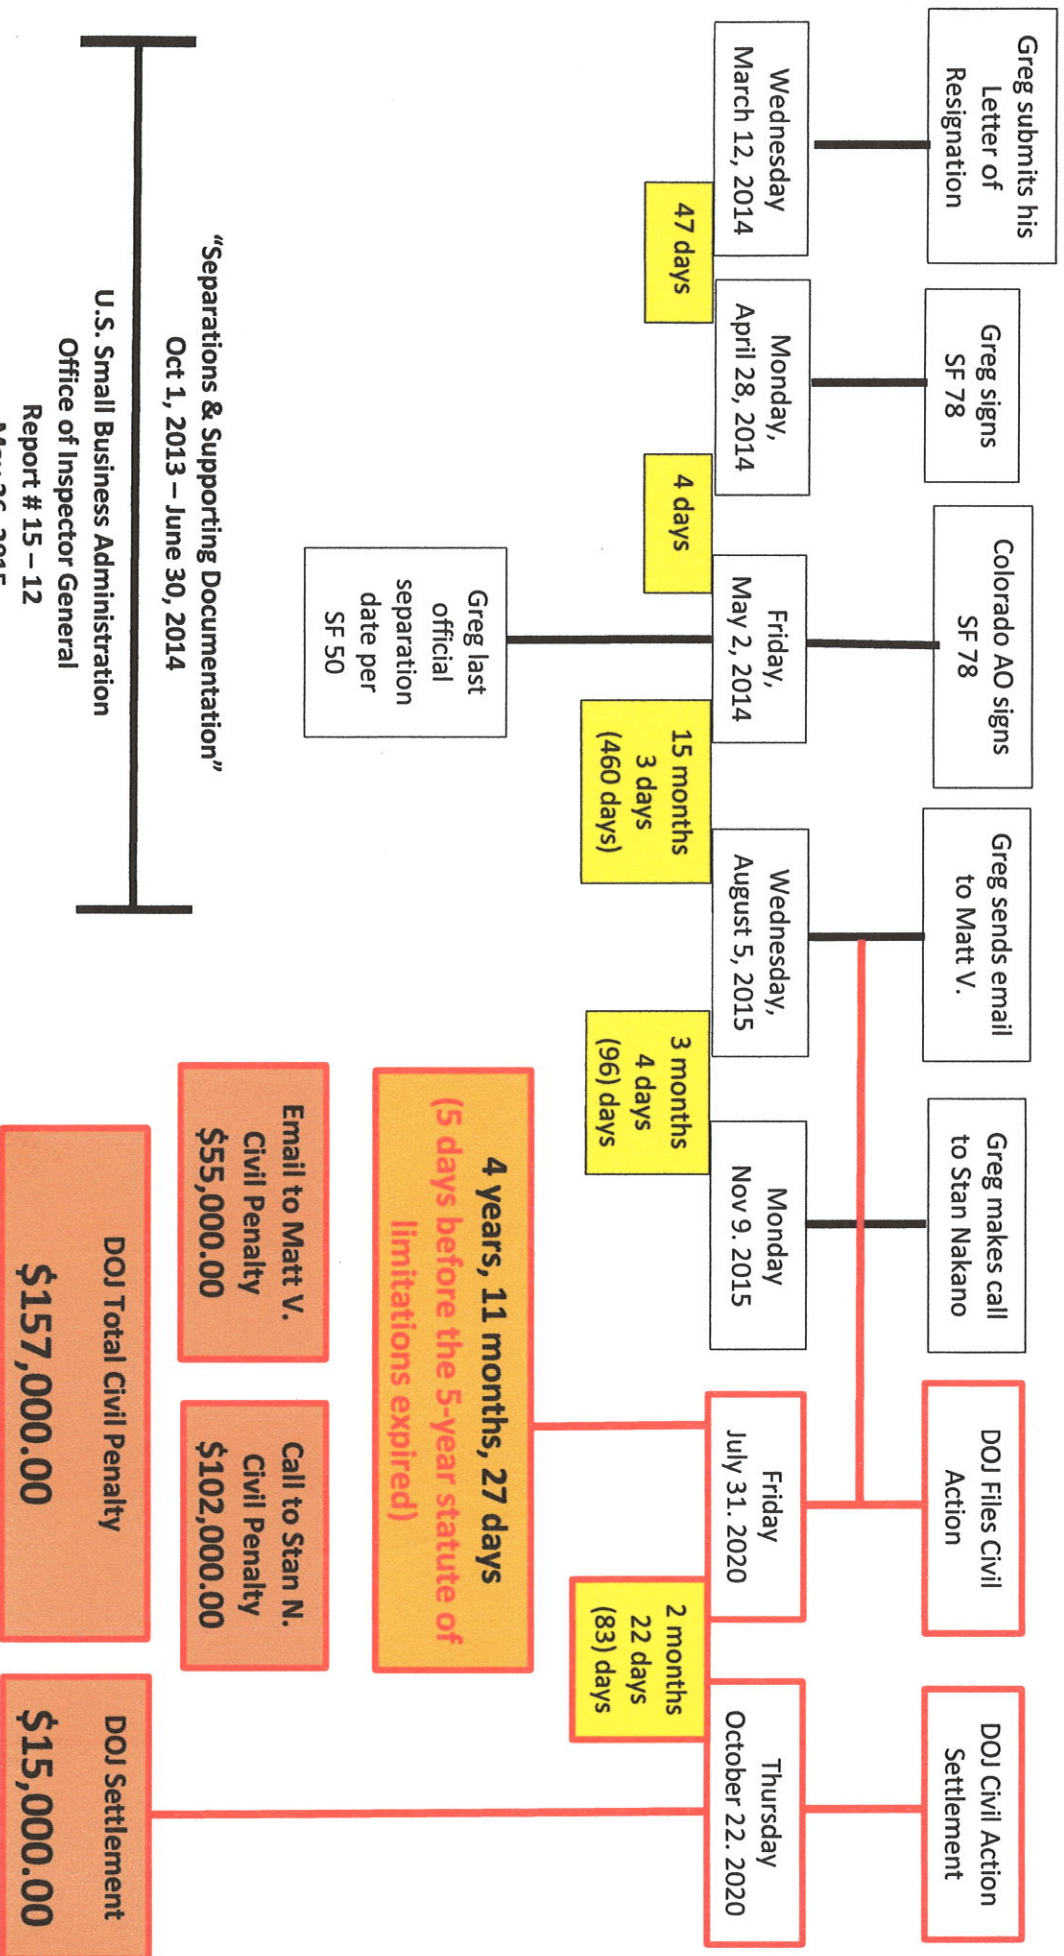 Greg submits his
Letter of
Resignation
Greg signs
SF 78
Colorado AO signs
SF 78
Greg sends email
to Matt V.
Greg makes call
to Stan Nakano
DOJ Files Civil
Action
DOJ Civil Action
Settlement
Wednesday
March 12, 2014
Monday,
April 28, 2014
Friday,
May 2, 2014
Wednesday,
August 5, 2015
Monday
Nov 9. 2015
Friday
July 31. 2020
Thursday
October 22. 2020
47 days
4 days
15 months
3 days
(460 days)
3 months
4 days
(96) days
2 months
22 days
(83) days
Greg last
official
separation
date per
SF 50
4 years, 11 months, 27 days
(5 days before the 5-year statute of
limitations expired)
"Separations & Supporting Documentation"
Oct 1, 2013 – June 30, 2014
U.S. Small Business Administration
Office of Inspector General
Report # 15 – 12
May 26, 2015
Email to Matt V.
Civil Penalty
$55,000.00
Call to Stan N.
Civil Penalty
$102,000.00
DOJ Total Civil Penalty
$157,000.00
DOJ Settlement
$15,000.00